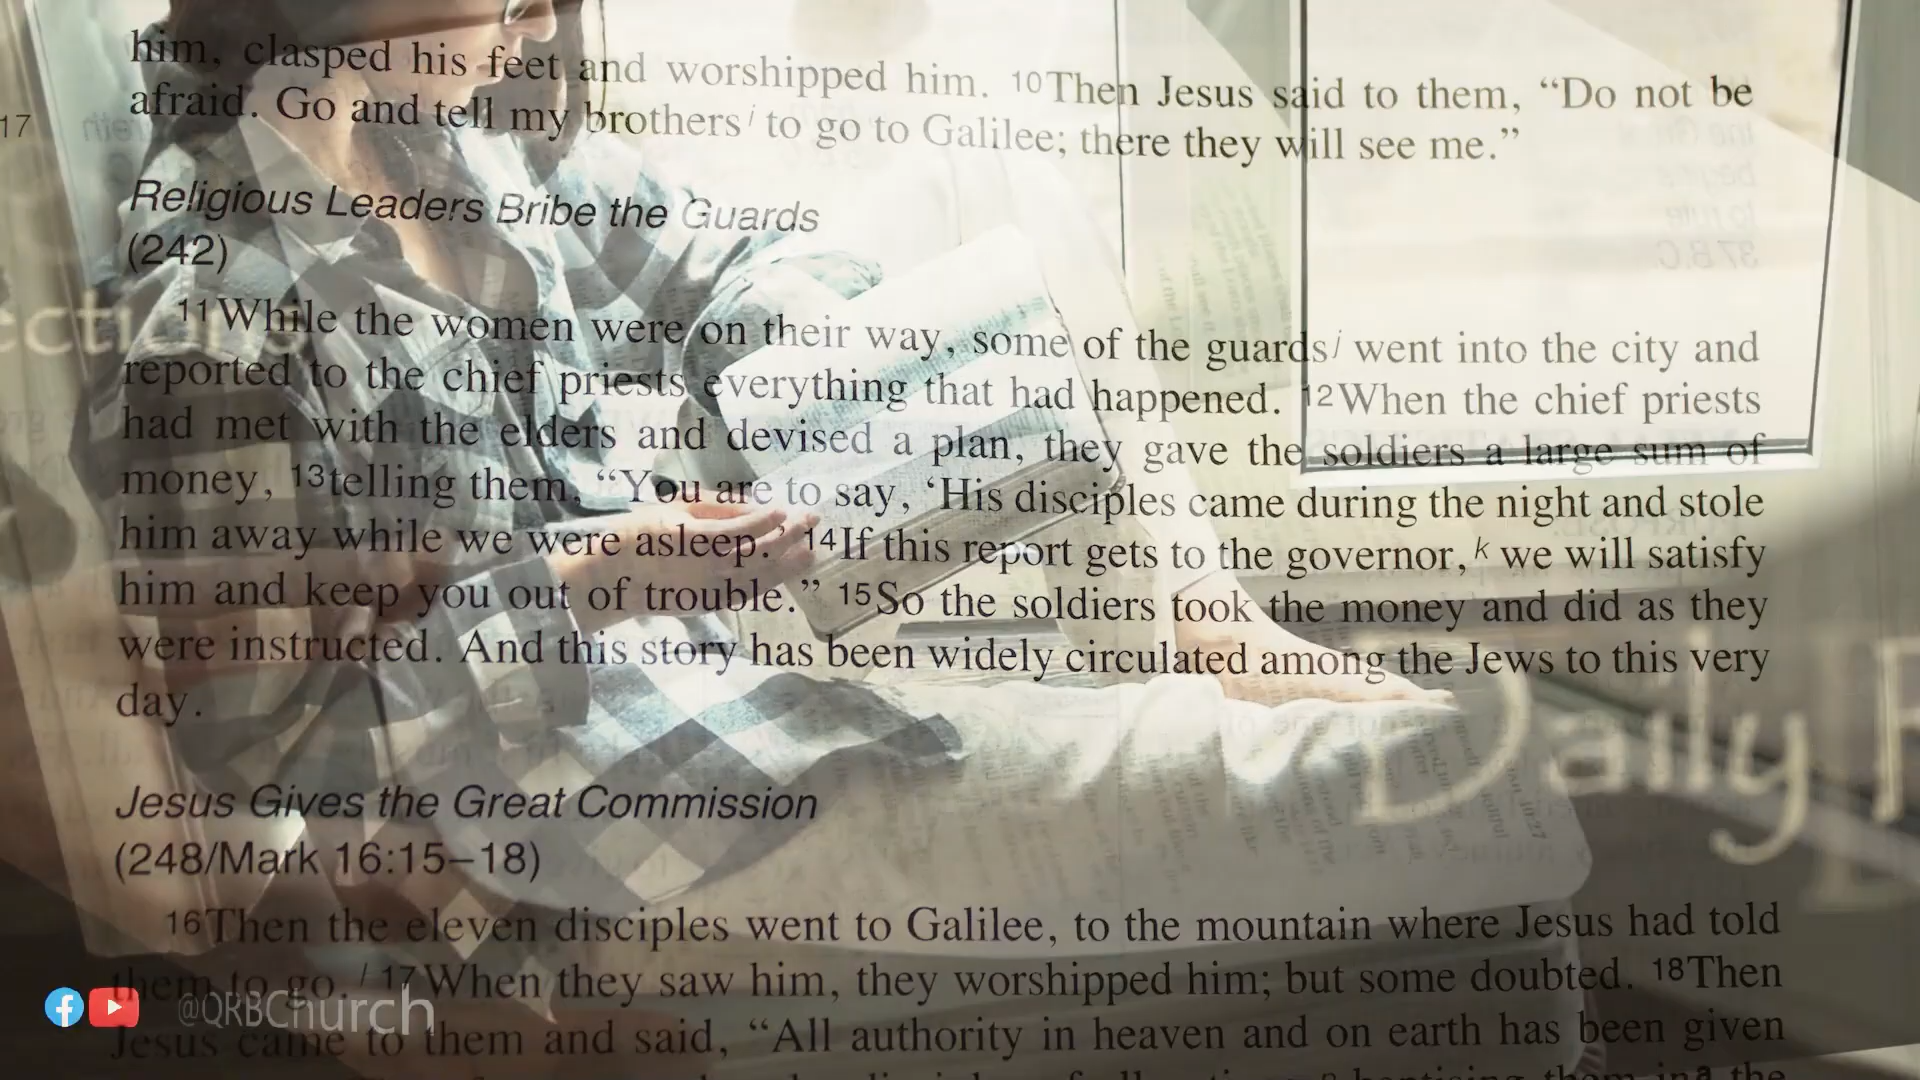 him, clasped his feet and worshipped him. 10Then Jesus said to them, “Do not be
afraid. Go and tell my brothers i to go to Galilee; there they will see me.”
17
Religious Leaders Bribe the Guards
(242)
11While the women were on their way, some of the guards j went into the city and
reported to the chief priests everything that had happened. 12When the chief priests
had met with the elders and devised a plan, they gave the soldiers a large sum of
money, 13telling them, “You are to say, ‘His disciples came during the night and stole
him away while we were asleep.’ 14If this report gets to the governor, k we will satisfy
him and keep you out of trouble.” 15So the soldiers took the money and did as they
were instructed. And this story has been widely circulated among the Jews to this very
day.
Daily
Jesus Gives the Great Commission
(248/Mark 16:15–18)
16Then the eleven disciples went to Galilee, to the mountain where Jesus had told
them to go. l 17When they saw him, they worshipped him; but some doubted. 18Then
@QRBChurch
Jesus came to them and said, “All authority in heaven and on earth has been given